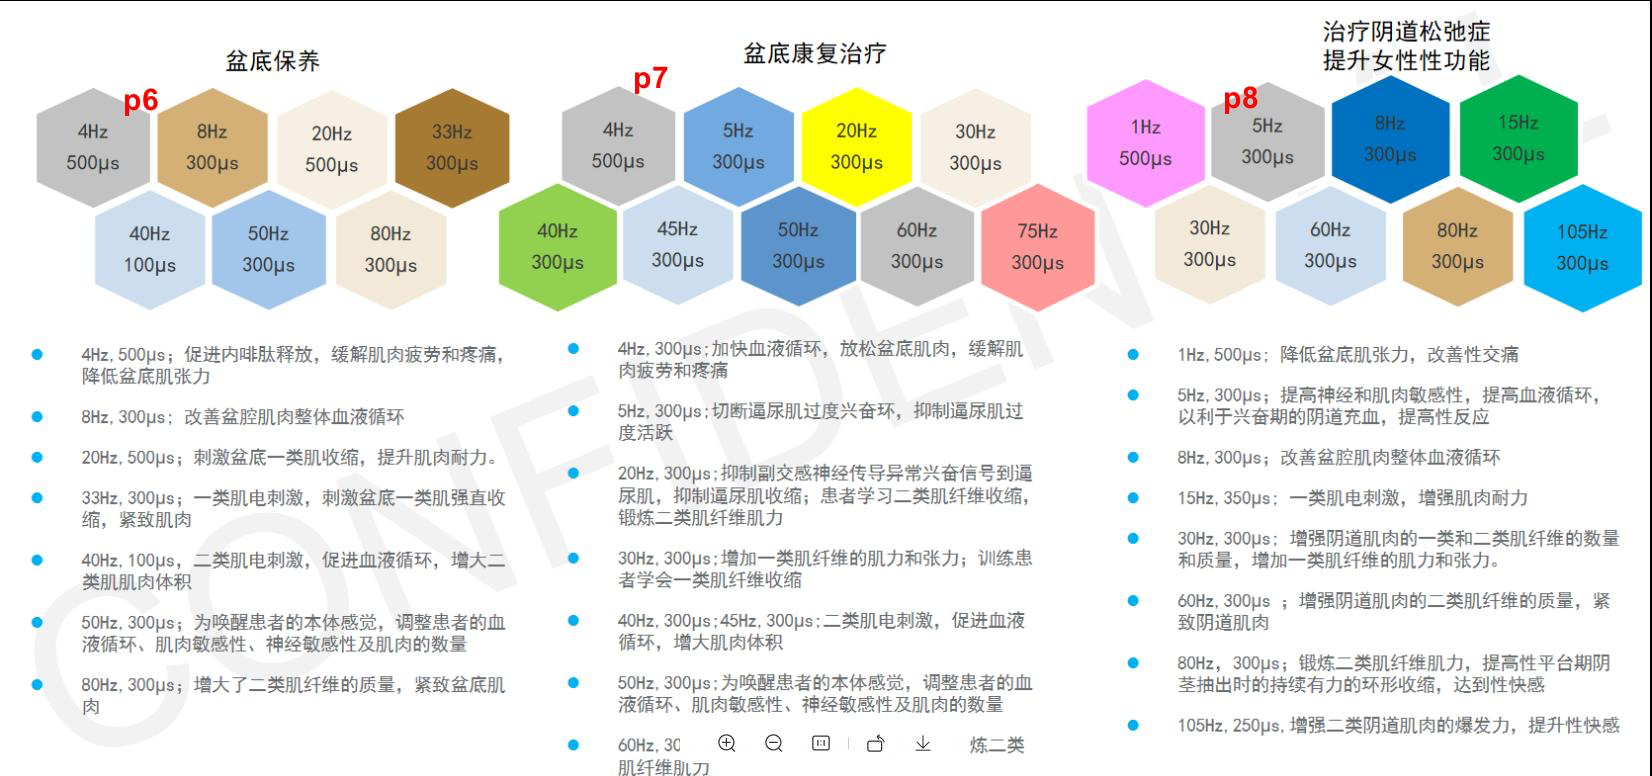 盆底保养
p6
4Hz
500μs
8Hz
300μs
20Hz
500μs
33Hz
300μs
40Hz
100μs
50Hz
300μs
80Hz
300μs
4Hz,500μs；促进内啡肽释放，缓解肌肉疲劳和疼痛，
降低盆底肌张力
8Hz,300μs；改善盆腔肌肉整体血液循环
20Hz,500μs；刺激盆底一类肌收缩，提升肌肉耐力。
33Hz,300μs；一类肌电刺激，刺激盆底一类肌强直收
缩，紧致肌肉
40Hz,100μs，二类肌电刺激，促进血液循环，增大二
类肌肌肉体积
50Hz,300μs；为唤醒患者的本体感觉，调整患者的血
液循环、肌肉敏感性、神经敏感性及肌肉的数量
80Hz,300μs；增大了二类肌纤维的质量，紧致盆底肌
肉
盆底康复治疗
p7
4Hz
500μs
5Hz
300μs
20Hz
300μs
30Hz
300μs
40Hz
300μs
45Hz
300μs
50Hz
300μs
60Hz
300μs
75Hz
300μs
4Hz,300μs;加快血液循环，放松盆底肌肉，缓解肌
肉疲劳和疼痛
5Hz,300μs;切断逼尿肌过度兴奋环，抑制逼尿肌过
度活跃
20Hz,300μs;抑制副交感神经传导异常兴奋信号到逼
尿肌，抑制逼尿肌收缩；患者学习二类肌纤维收缩，
锻炼二类肌纤维肌力
30Hz,300μs;增加一类肌纤维的肌力和张力；训练患
者学会一类肌纤维收缩
40Hz,300μs;45Hz,300μs;二类肌电刺激，促进血液
循环，增大肌肉体积
50Hz,300μs;为唤醒患者的本体感觉，调整患者的血
液循环、肌肉敏感性、神经敏感性及肌肉的数量
60Hz,30 炼二类
肌纤维肌力
治疗阴道松弛症
提升女性性功能
p8
1Hz
500μs
5Hz
300μs
8Hz
300μs
15Hz
300μs
30Hz
300μs
60Hz
300μs
80Hz
300μs
105Hz
300μs
1Hz,500μs；降低盆底肌张力，改善性交痛
5Hz,300μs；提高神经和肌肉敏感性，提高血液循环，
以利于兴奋期的阴道充血，提高性反应
8Hz,300μs；改善盆腔肌肉整体血液循环
15Hz,350μs；一类肌电刺激，增强肌肉耐力
30Hz,300μs；增强阴道肌肉的一类和二类肌纤维的数量
和质量，增加一类肌纤维的肌力和张力。
60Hz,300μs ；增强阴道肌肉的二类肌纤维的质量，紧
致阴道肌肉
80Hz，300μs；锻炼二类肌纤维肌力，提高性平台期阴
茎抽出时的持续有力的环形收缩，达到性快感
105Hz,250μs,增强二类阴道肌肉的爆发力，提升性快感
CONFIDENTIAL